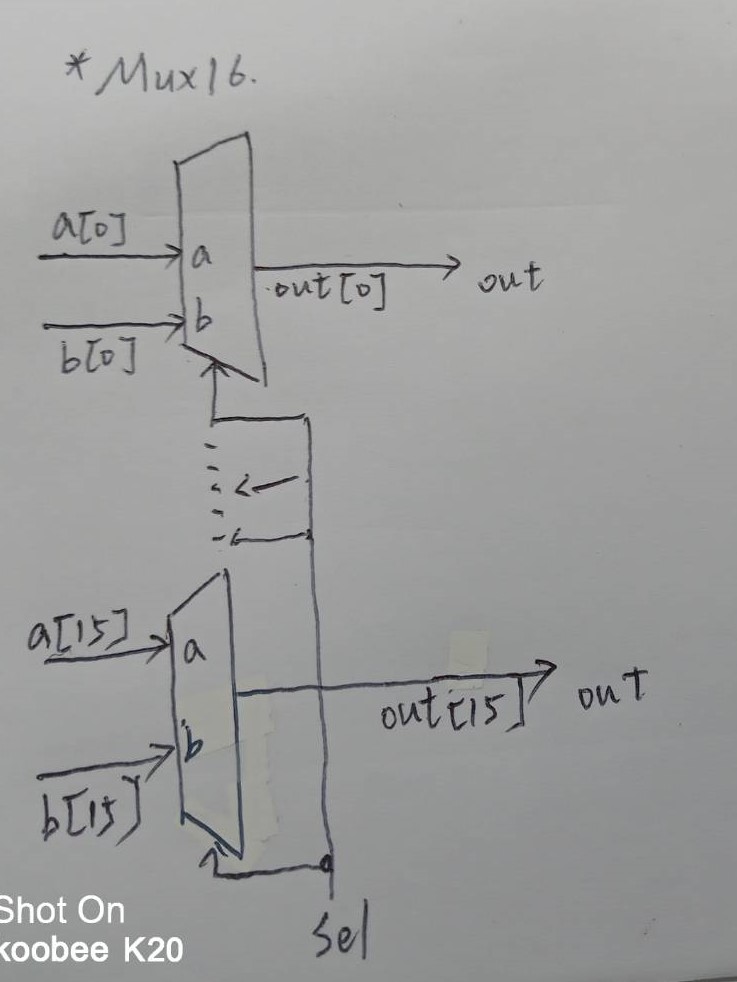 *Mux16.
a[0]
a
out[0]
out
b
b[0]
a[15]
a
out[15]
out
b
b[15]
sel
Shot On
koobee K20